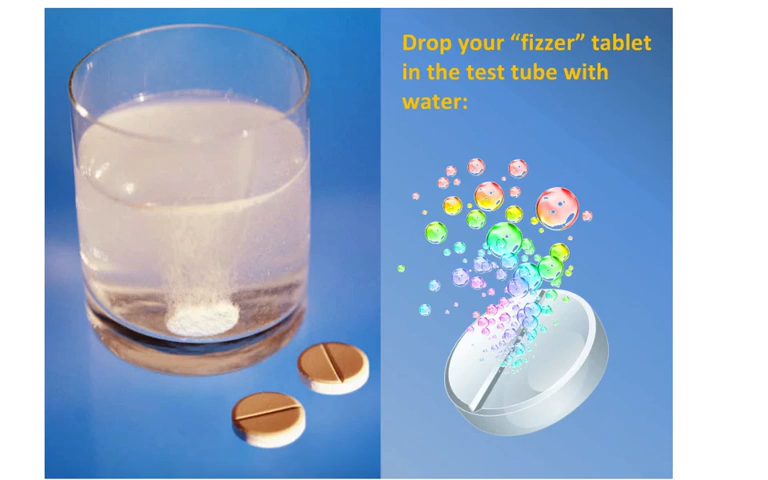 Drop your “fizzer” tablet
in the test tube with
water: